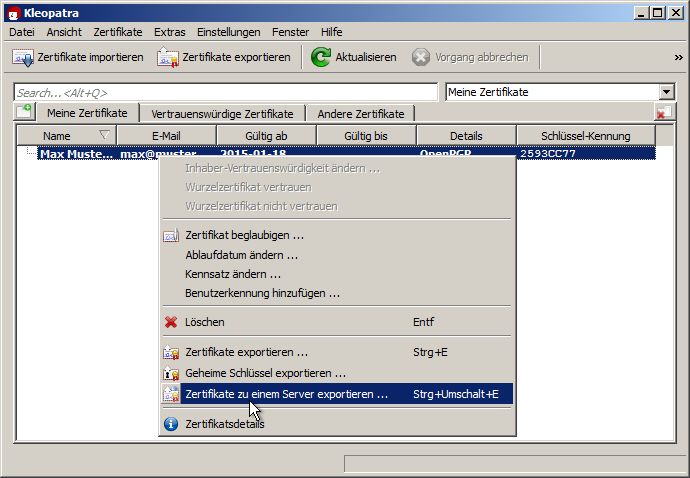 Kleopatra
Datei Ansicht Zertifikate Extras Einstellungen Fenster Hilfe
Zertifikate importieren Zertifikate exportieren Aktualisieren Vorgang abbrechen »
Search...<Alt+Q> Meine Zertifikate
Meine Zertifikate Vertrauenswürdige Zertifikate Andere Zertifikate
Name E-Mail Gültig ab Gültig bis Details Schlüssel-Kennung
Max Muste... max@muster 2015-01-18 OpenPGP 2593CC77
Inhaber-Vertrauenswürdigkeit ändern ...
Wurzelzertifikat vertrauen
Wurzelzertifikat nicht vertrauen
Zertifikat beglaubigen ...
Ablaufdatum ändern ...
Kennsatz ändern ...
Benutzerkennung hinzufügen ...
Löschen Entf
Zertifikate exportieren ... Strg+E
Geheime Schlüssel exportieren ...
Zertifikate zu einem Server exportieren ... Strg+Umschalt+E
Zertifikatsdetails